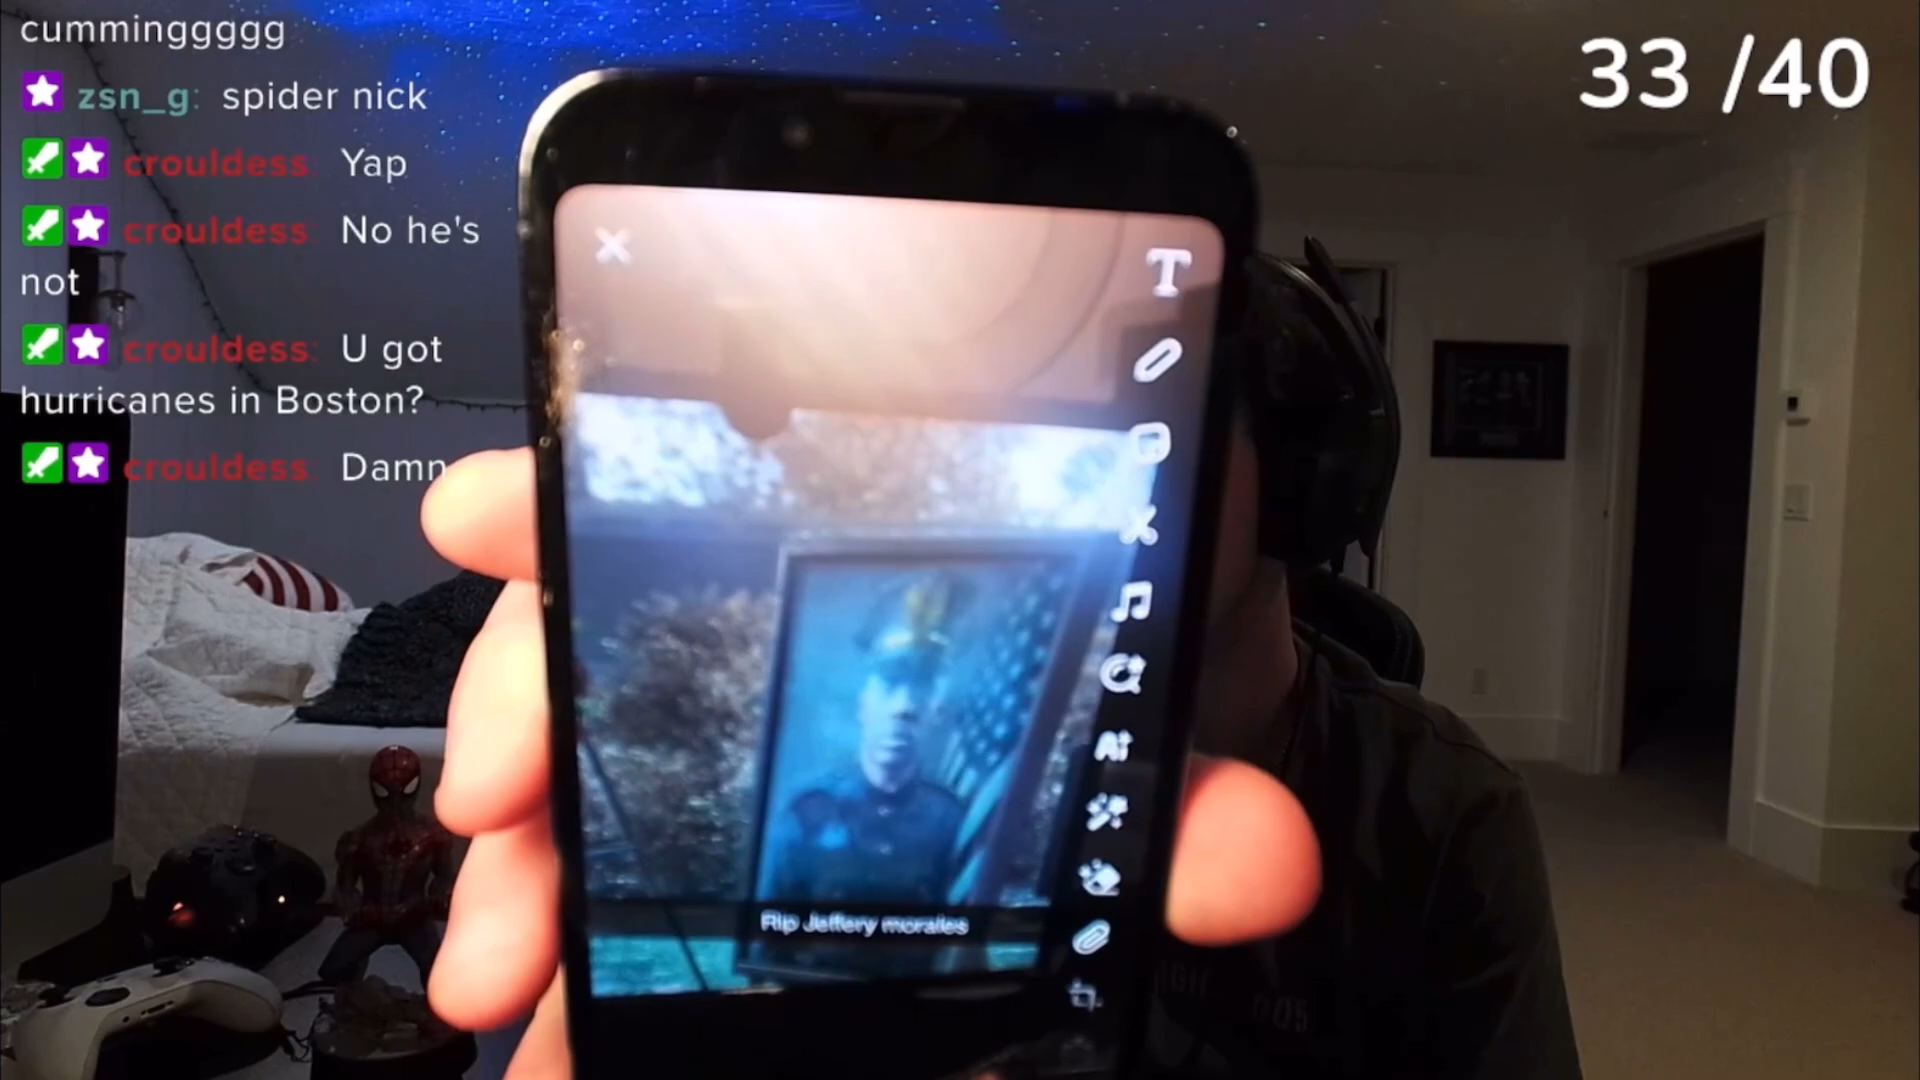 cumminggggg
zsn_g: spider nick
crouldess: Yap
crouldess: No he's
not
crouldess: U got
hurricanes in Boston?
crouldess: Damn
33 /40
T
Rip Jeffery morales